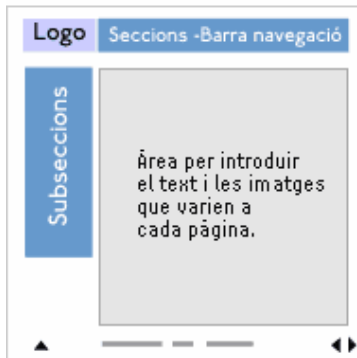 Logo
Seccions -Barra navegació
Subseccions
Àrea per introduir
el text i les imatges
que varien a
cada pàgina.